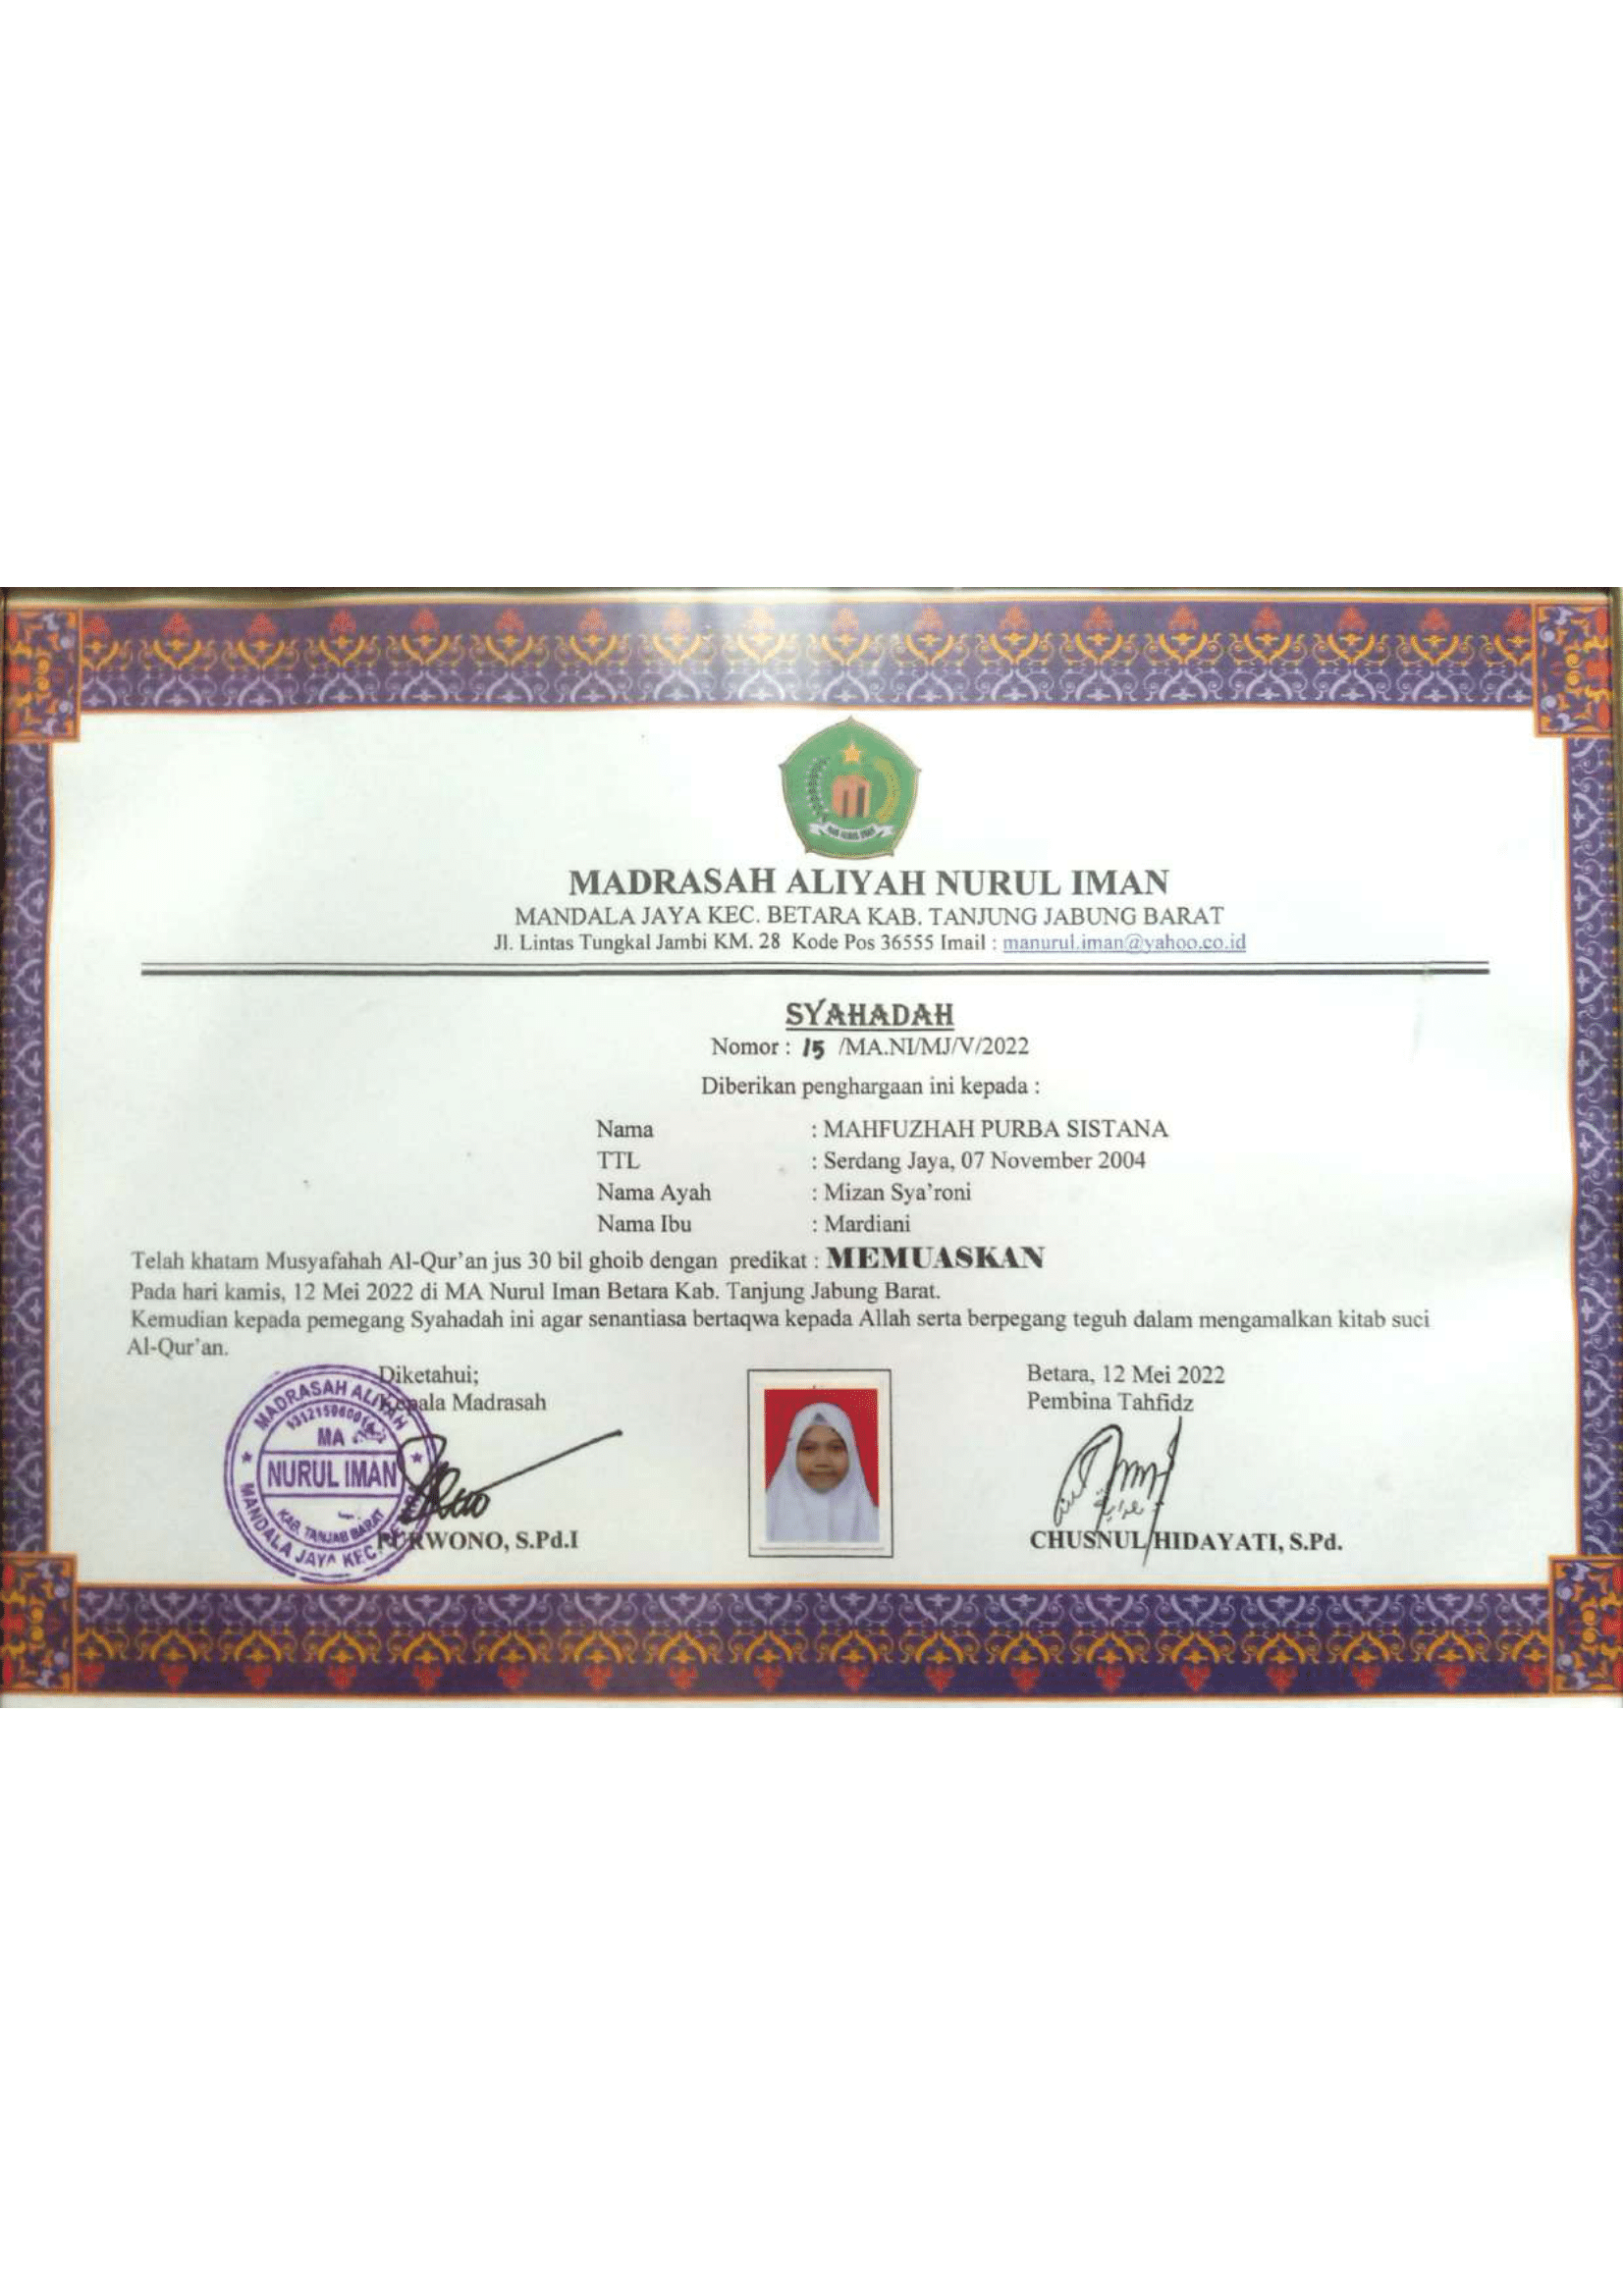 MADRASAH ALIYAH NURUL IMAN
MANDALA JAYA KEC. BETARA KAB. TANJUNG JABUNG BARAT
Jl. Lintas Tungkal Jambi KM. 28 Kode Pos 36555 Imail : manurul.iman@yahoo.co.id
SYAHADAH
Nomor : 15 /MA.NI/MJ/V/2022
Diberikan penghargaan ini kepada :
Nama : MAHFUZHAH PURBA SISTANA
TTL : Serdang Jaya, 07 November 2004
Nama Ayah : Mizan Sya'roni
Nama Ibu : Mardiani
Telah khatam Musyafahah Al-Qur'an jus 30 bil ghoib dengan predikat : MEMUASKAN
Pada hari kamis, 12 Mei 2022 di MA Nurul Iman Betara Kab. Tanjung Jabung Barat.
Kemudian kepada pemegang Syahadah ini agar senantiasa bertaqwa kepada Allah serta berpegang teguh dalam mengamalkan kitab suci
Al-Qur'an.
Diketahui;
Kepala Madrasah
MADRASAH ALIYAH
MA
NURUL IMAN
KAB. TANJAB BARAT
MANDALA JAYA KEC.
PURWONO, S.Pd.I
Betara, 12 Mei 2022
Pembina Tahfidz
CHUSNUL HIDAYATI, S.Pd.